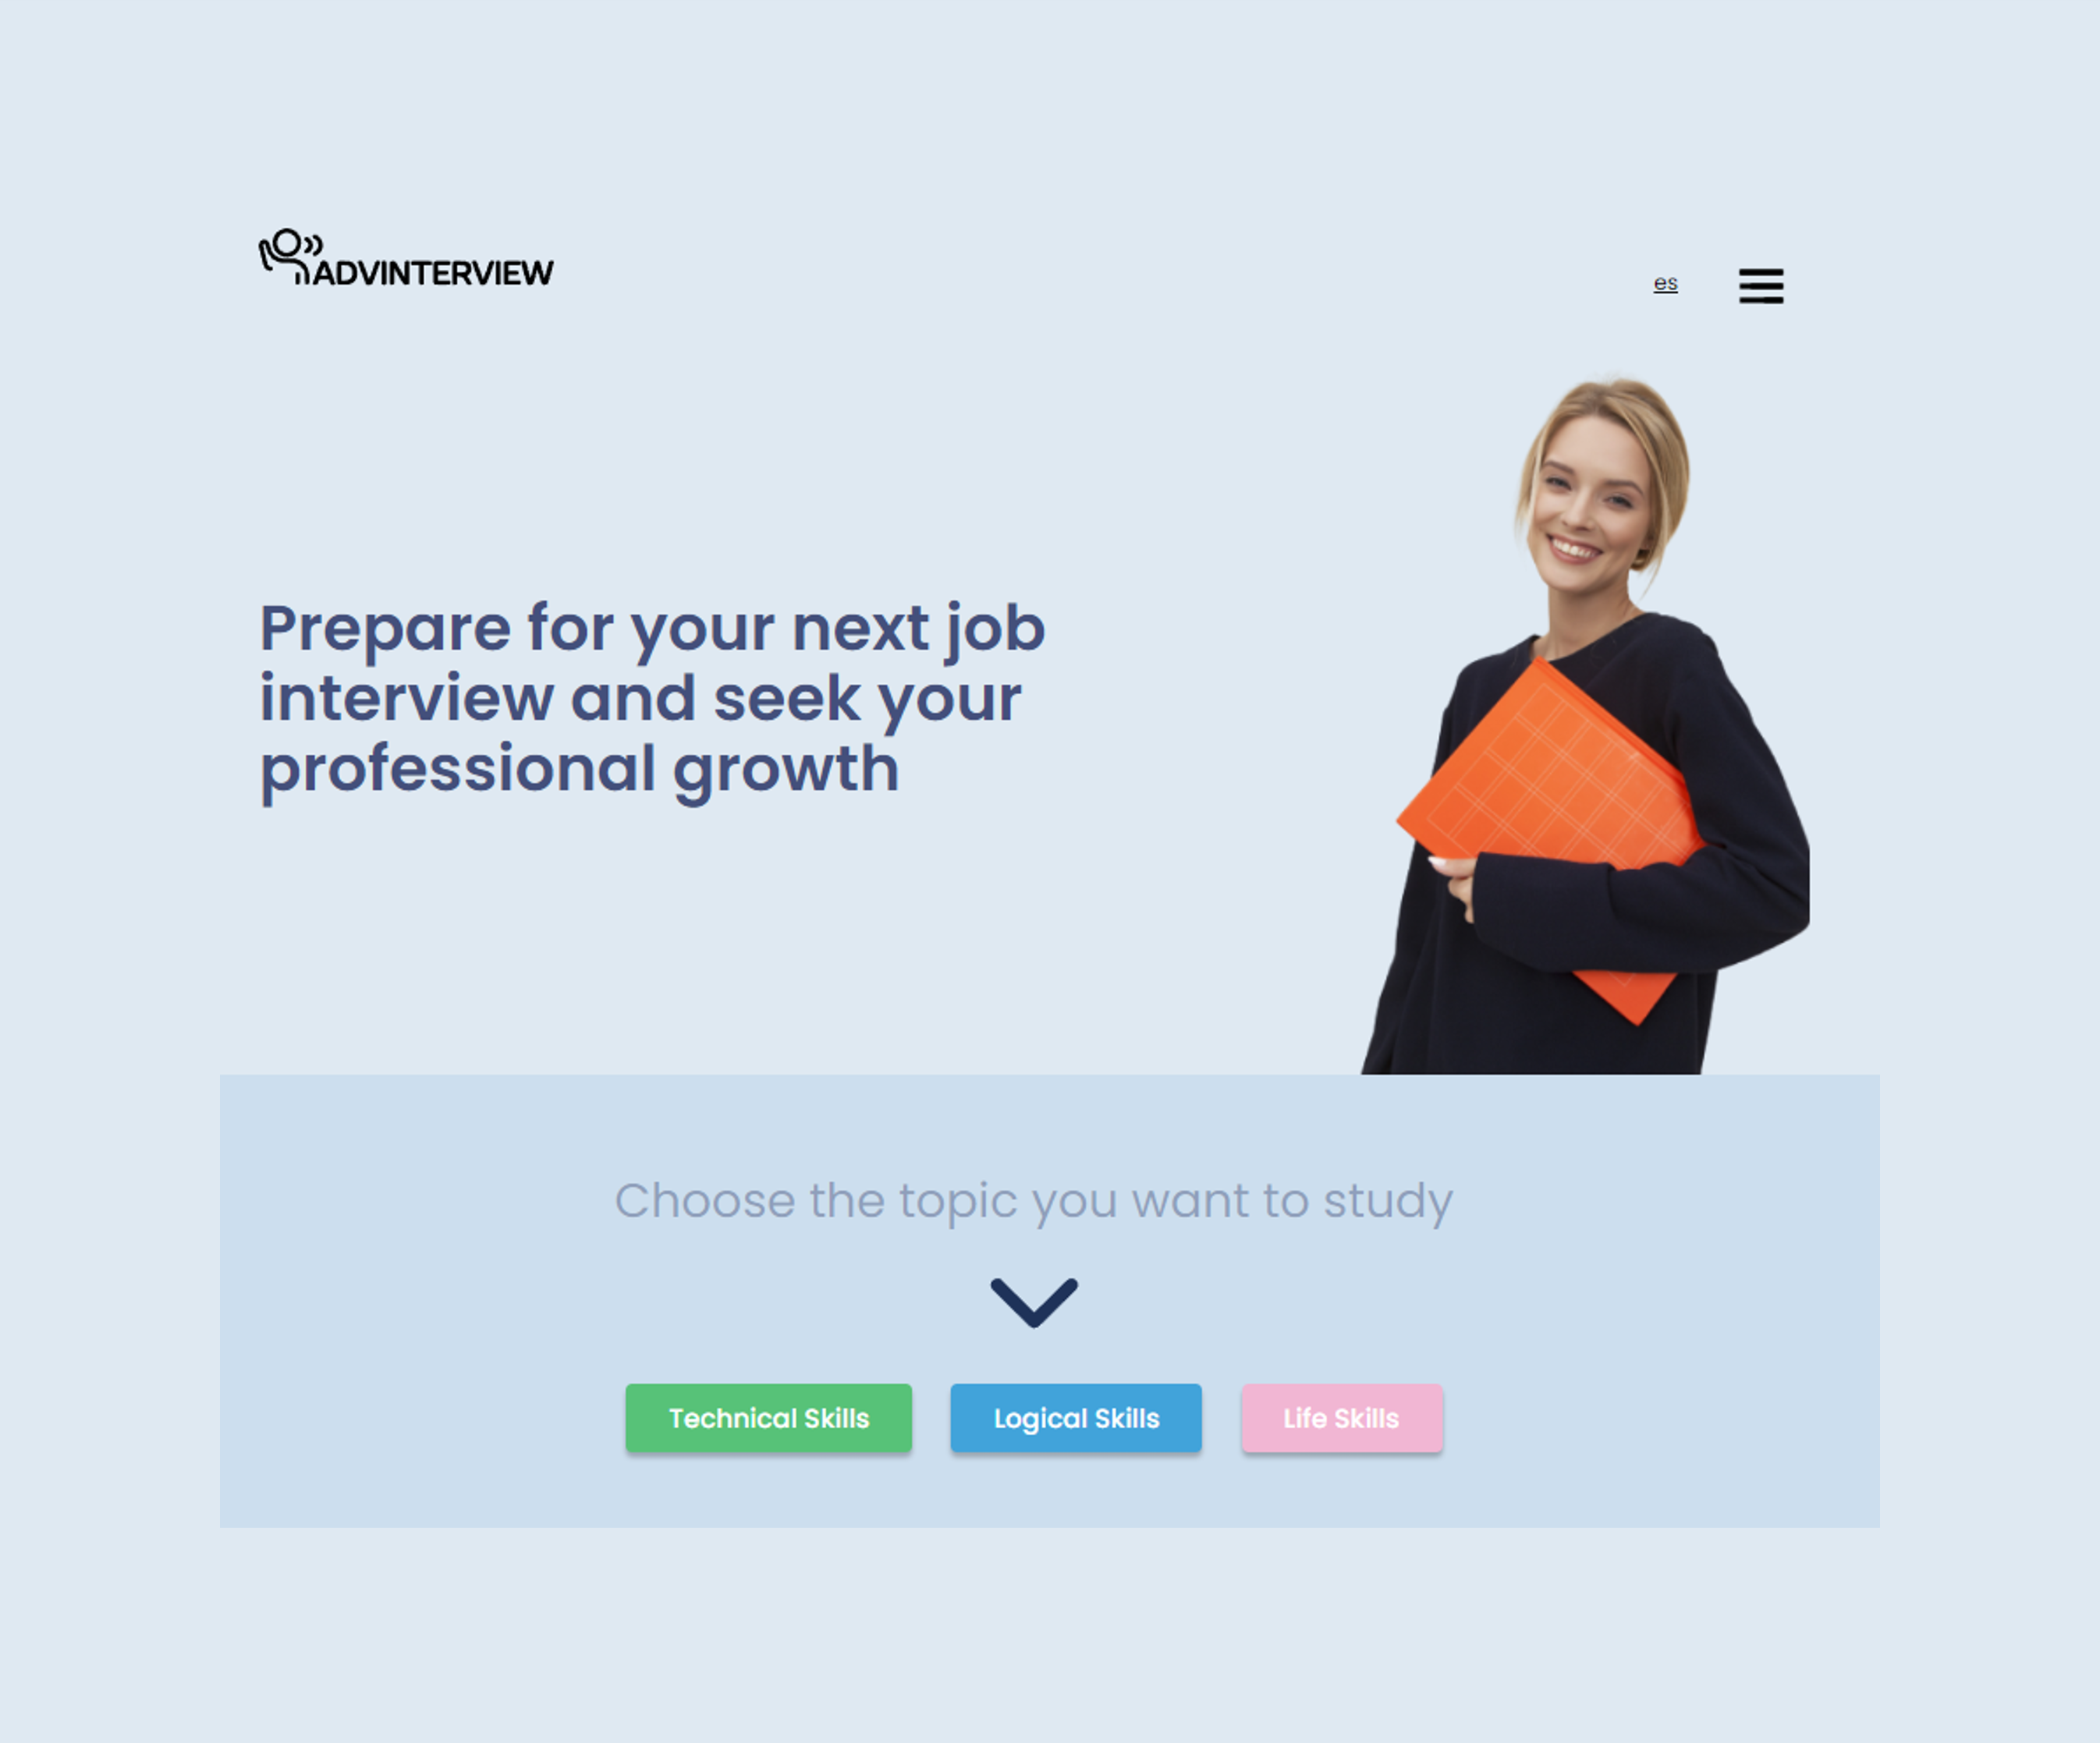 ADVINTERVIEW
es
Prepare for your next job
interview and seek your
professional growth
Choose the topic you want to study
Technical Skills
Logical Skills
Life Skills